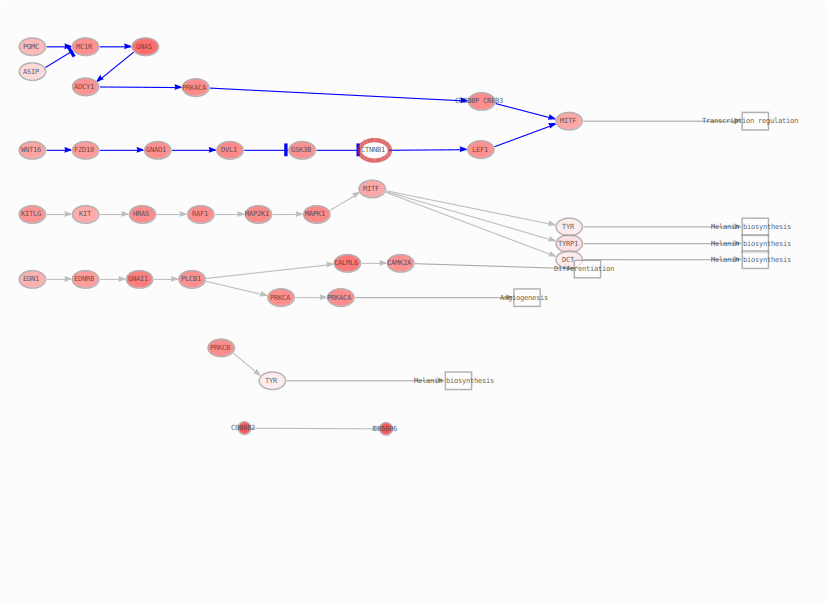 POMC
MC1R
GNAS
ASIP
ADCY1
PRKACA
CREB3
MITF
Transcription regulation
WNT16
FZD10
GNAO1
DVL1
GSK3B
CTNNB1
LEF1
MITF
KITLG
KIT
HRAS
RAF1
MAP2K1
MAPK1
TYR
Melanin biosynthesis
TYRP1
Melanin biosynthesis
DCT
Melanin biosynthesis
CALML6
CAMK2A
Differentiation
EDN1
EDNRB
GNAI1
PLCB1
PRKCA
PRKACA
Angiogenesis
PRKCB
TYR
Melanin biosynthesis
C00082